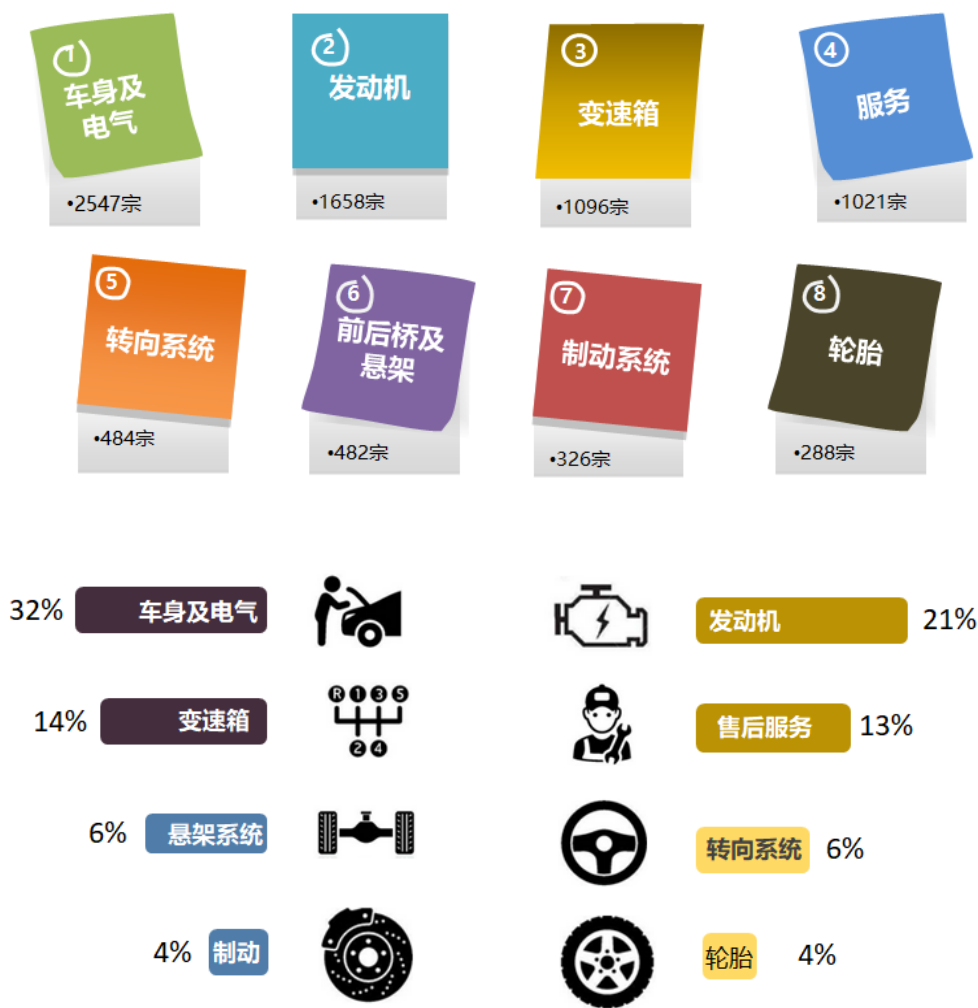 1
车身及
电气
•2547宗
2
发动机
•1658宗
3
变速箱
•1096宗
4
服务
•1021宗
5
转向系统
•484宗
6
前后桥及
悬架
•482宗
7
制动系统
•326宗
8
轮胎
•288宗
32% 车身及电气
发动机 21%
14% 变速箱
R 1 3 5
2 4
售后服务 13%
6% 悬架系统
转向系统 6%
4% 制动
轮胎 4%